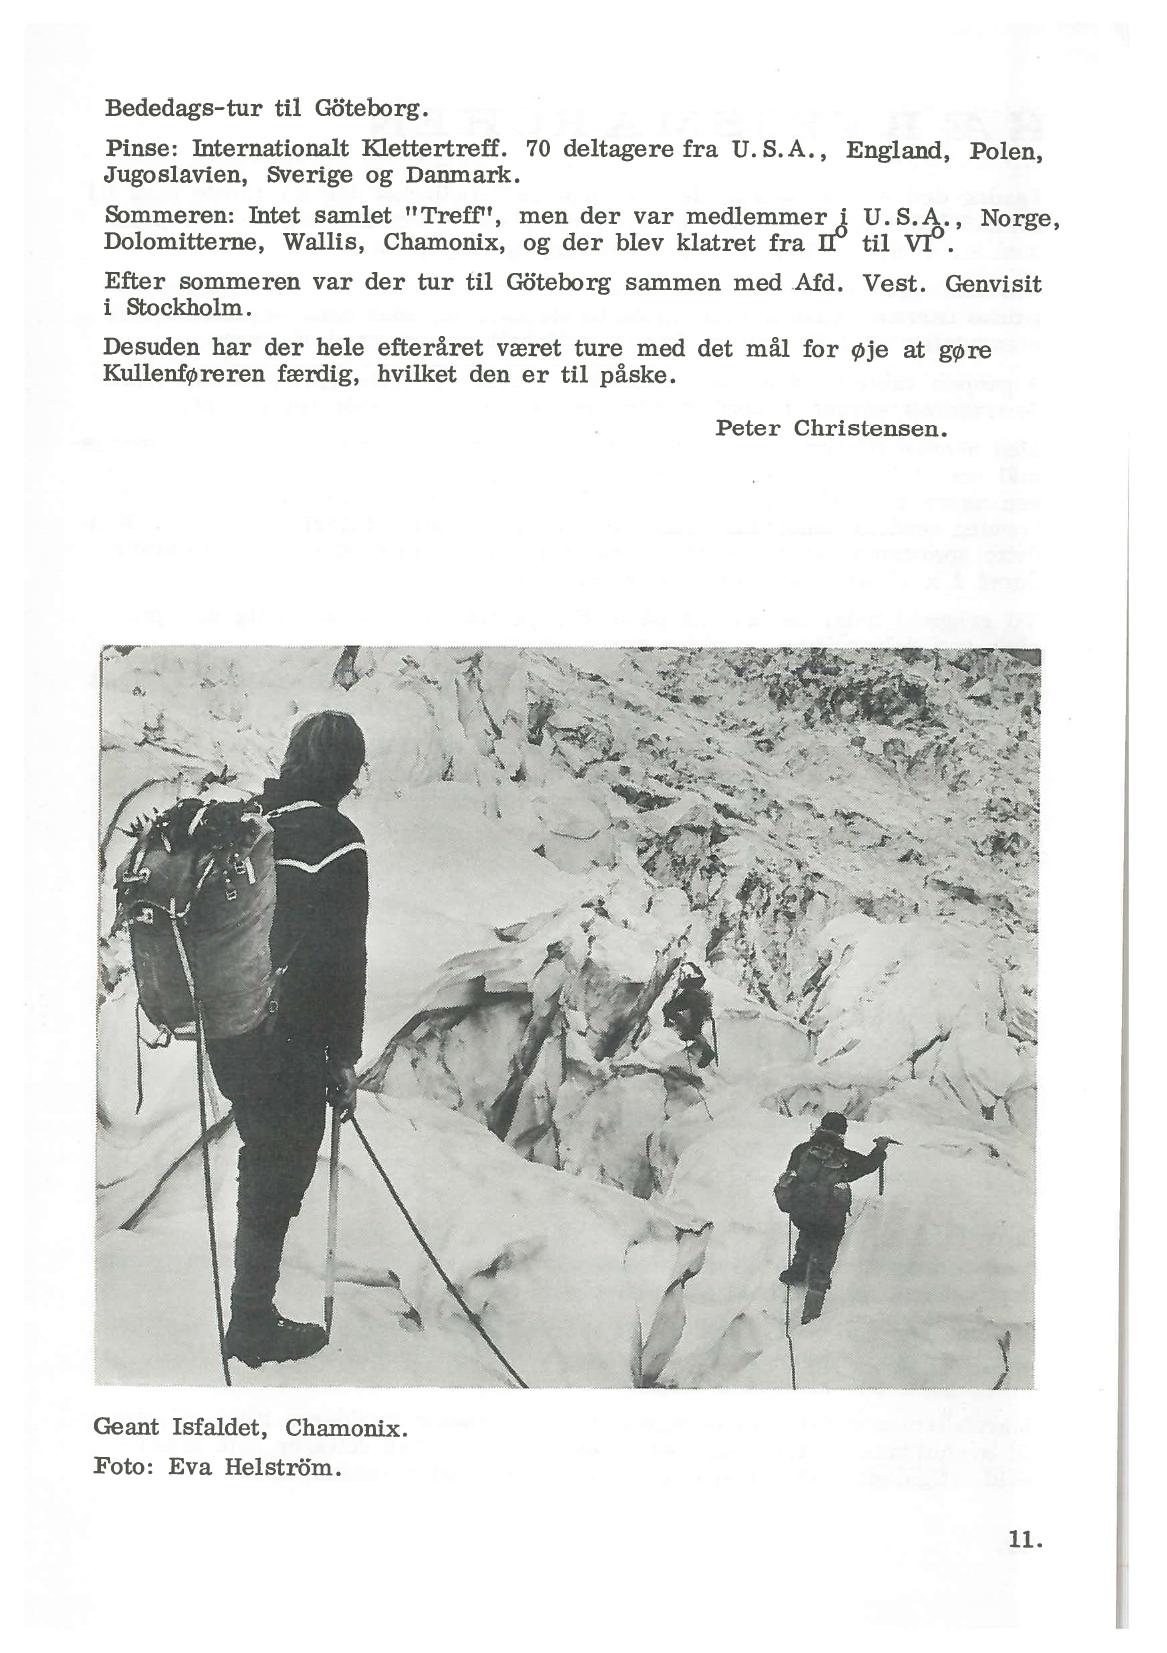 Bededags-tur til Göteborg.
Pinse: Internationalt Klettertreff. 70 deltagere fra U.S.A., England, Polen,
Jugoslavien, Sverige og Danmark.
Sommeren: Intet samlet "Treff", men der var medlemmer i U.S.A., Norge,
Dolomitterne, Wallis, Chamonix, og der blev klatret fra II° til VI°.
Efter sommeren var der tur til Göteborg sammen med Afd. Vest. Genvisit
i Stockholm.
Desuden har der hele efteråret været ture med det mål for øje at gøre
Kullenføreren færdig, hvilket den er til påske.
Peter Christensen.
Geant Isfaldet, Chamonix.
Foto: Eva Helström.
11.